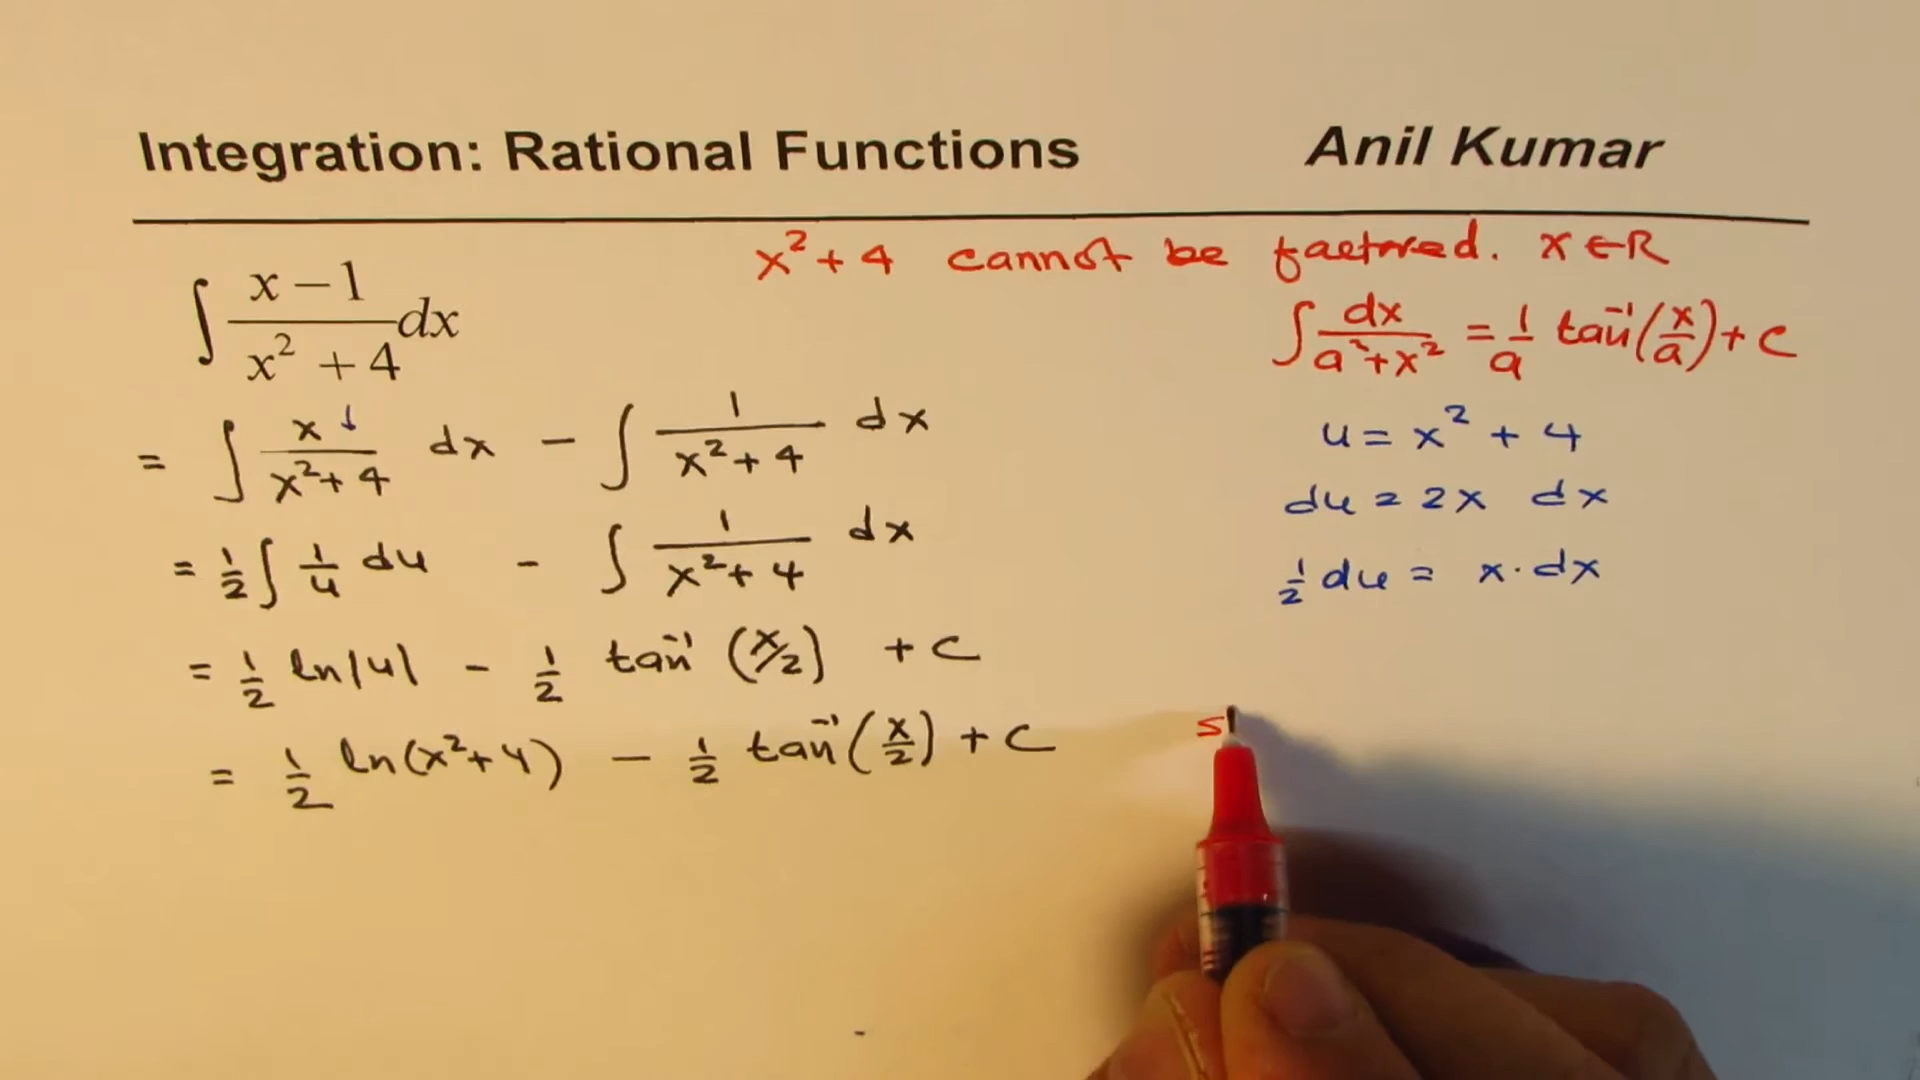 Integration: Rational Functions Anil Kumar
x² + 4 cannot be factored. x ∈ R
∫ (x − 1)/(x² + 4) dx
∫ dx/(a² + x²) = 1/a tan⁻¹(x/a) + C
= ∫ x/(x² + 4) dx − ∫ 1/(x² + 4) dx
u = x² + 4
= 1/2 ∫ 1/u du − ∫ 1/(x² + 4) dx
du = 2x dx
1/2 du = x · dx
= 1/2 ln|u| − 1/2 tan⁻¹(x/2) + C
= 1/2 ln(x² + 4) − 1/2 tan⁻¹(x/2) + C